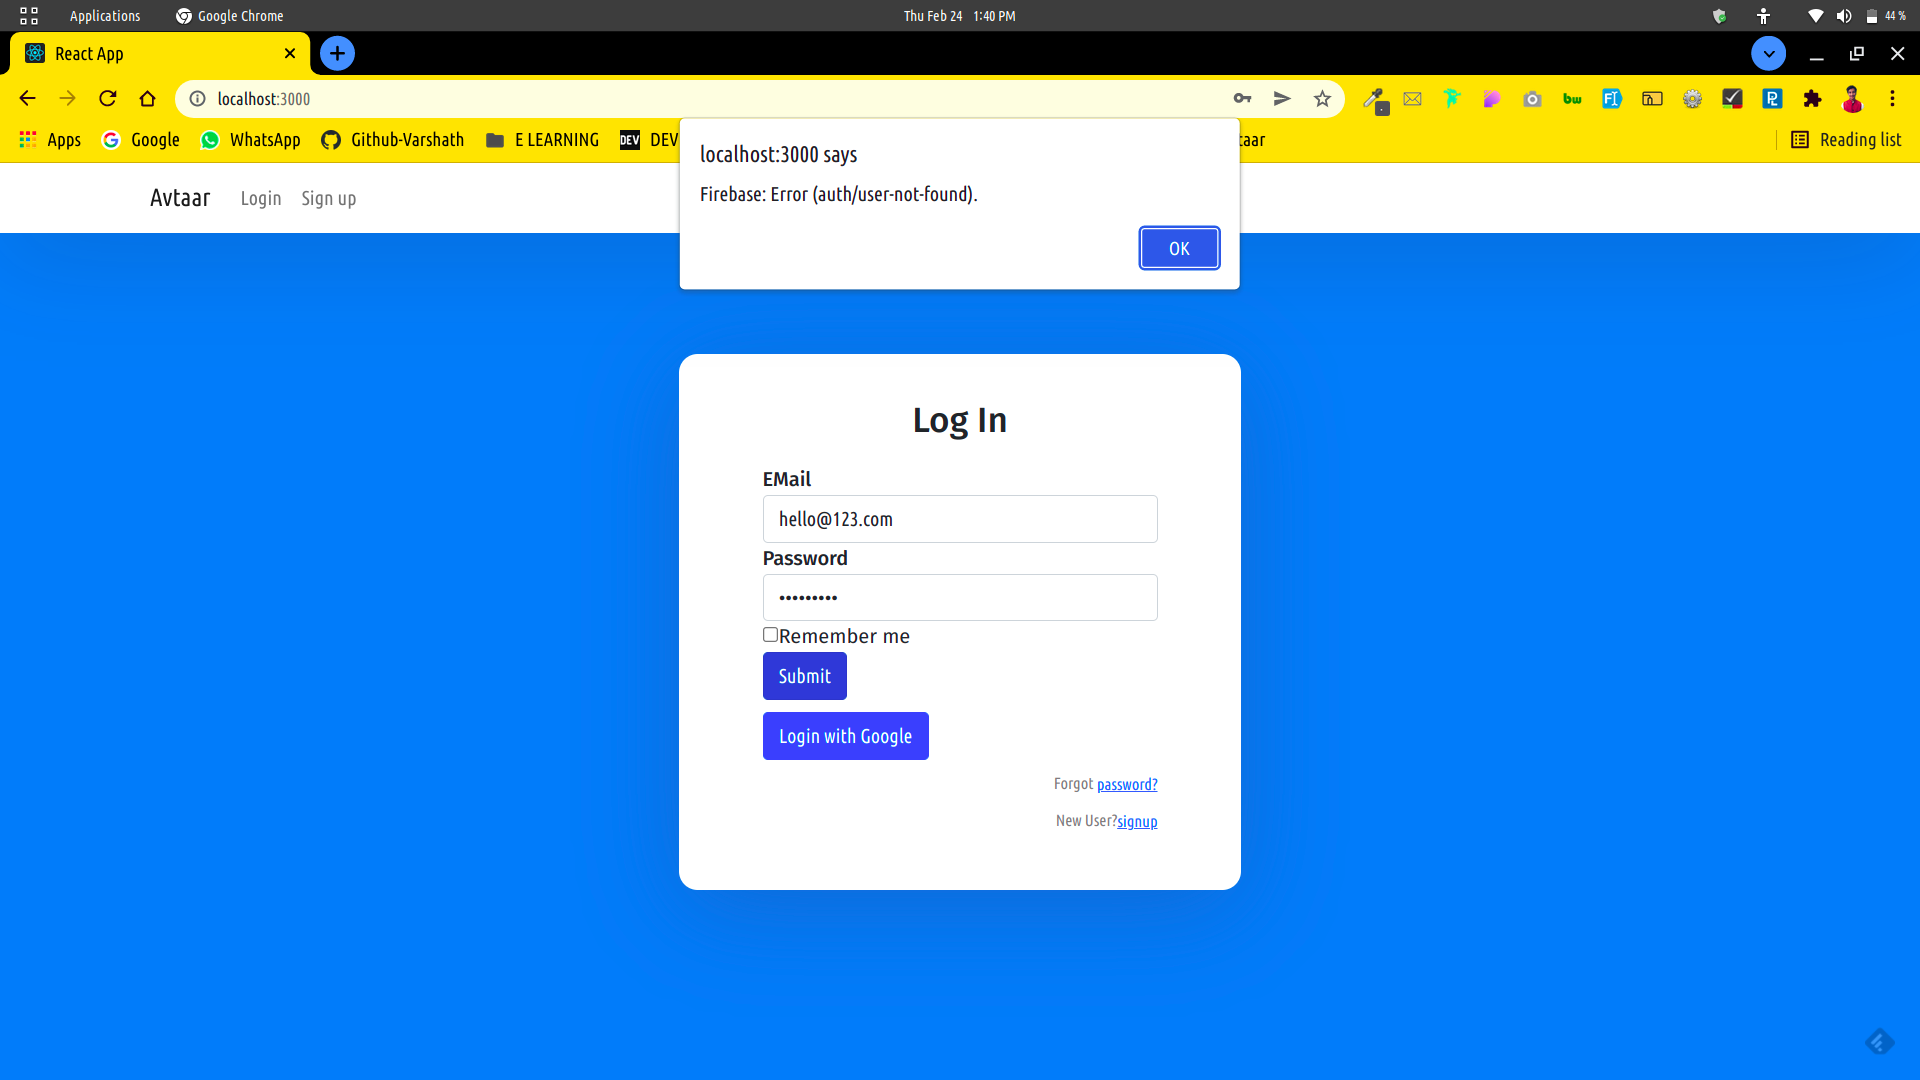 Applications Google Chrome Thu Feb 24 1:40 PM 44 %
React App
localhost:3000 bw
Apps Google WhatsApp Github-Varshath E LEARNING DEV DEV taar Reading list
localhost:3000 says
Firebase: Error (auth/user-not-found).
OK
Avtaar Login Sign up
Log In
EMail
hello@123.com
Password
Remember me
Submit
Login with Google
Forgot password?
New User?signup